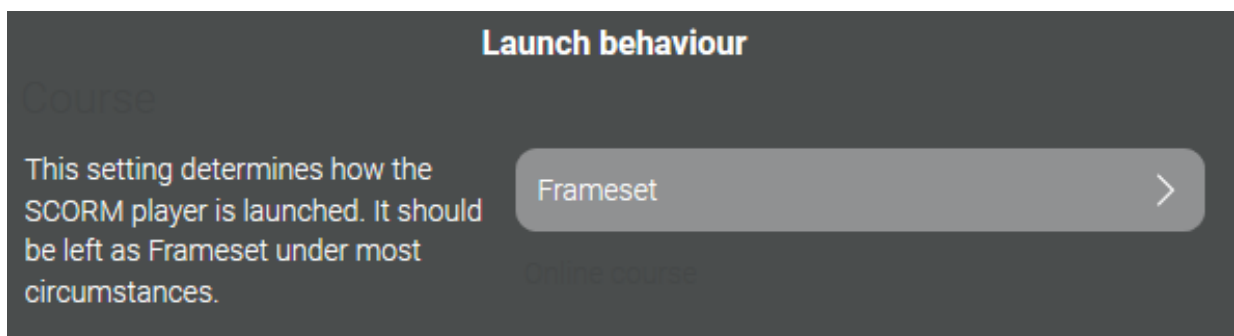 Launch behaviour
Course
This setting determines how the
SCORM player is launched. It should
be left as Frameset under most
circumstances.
Frameset
Online course